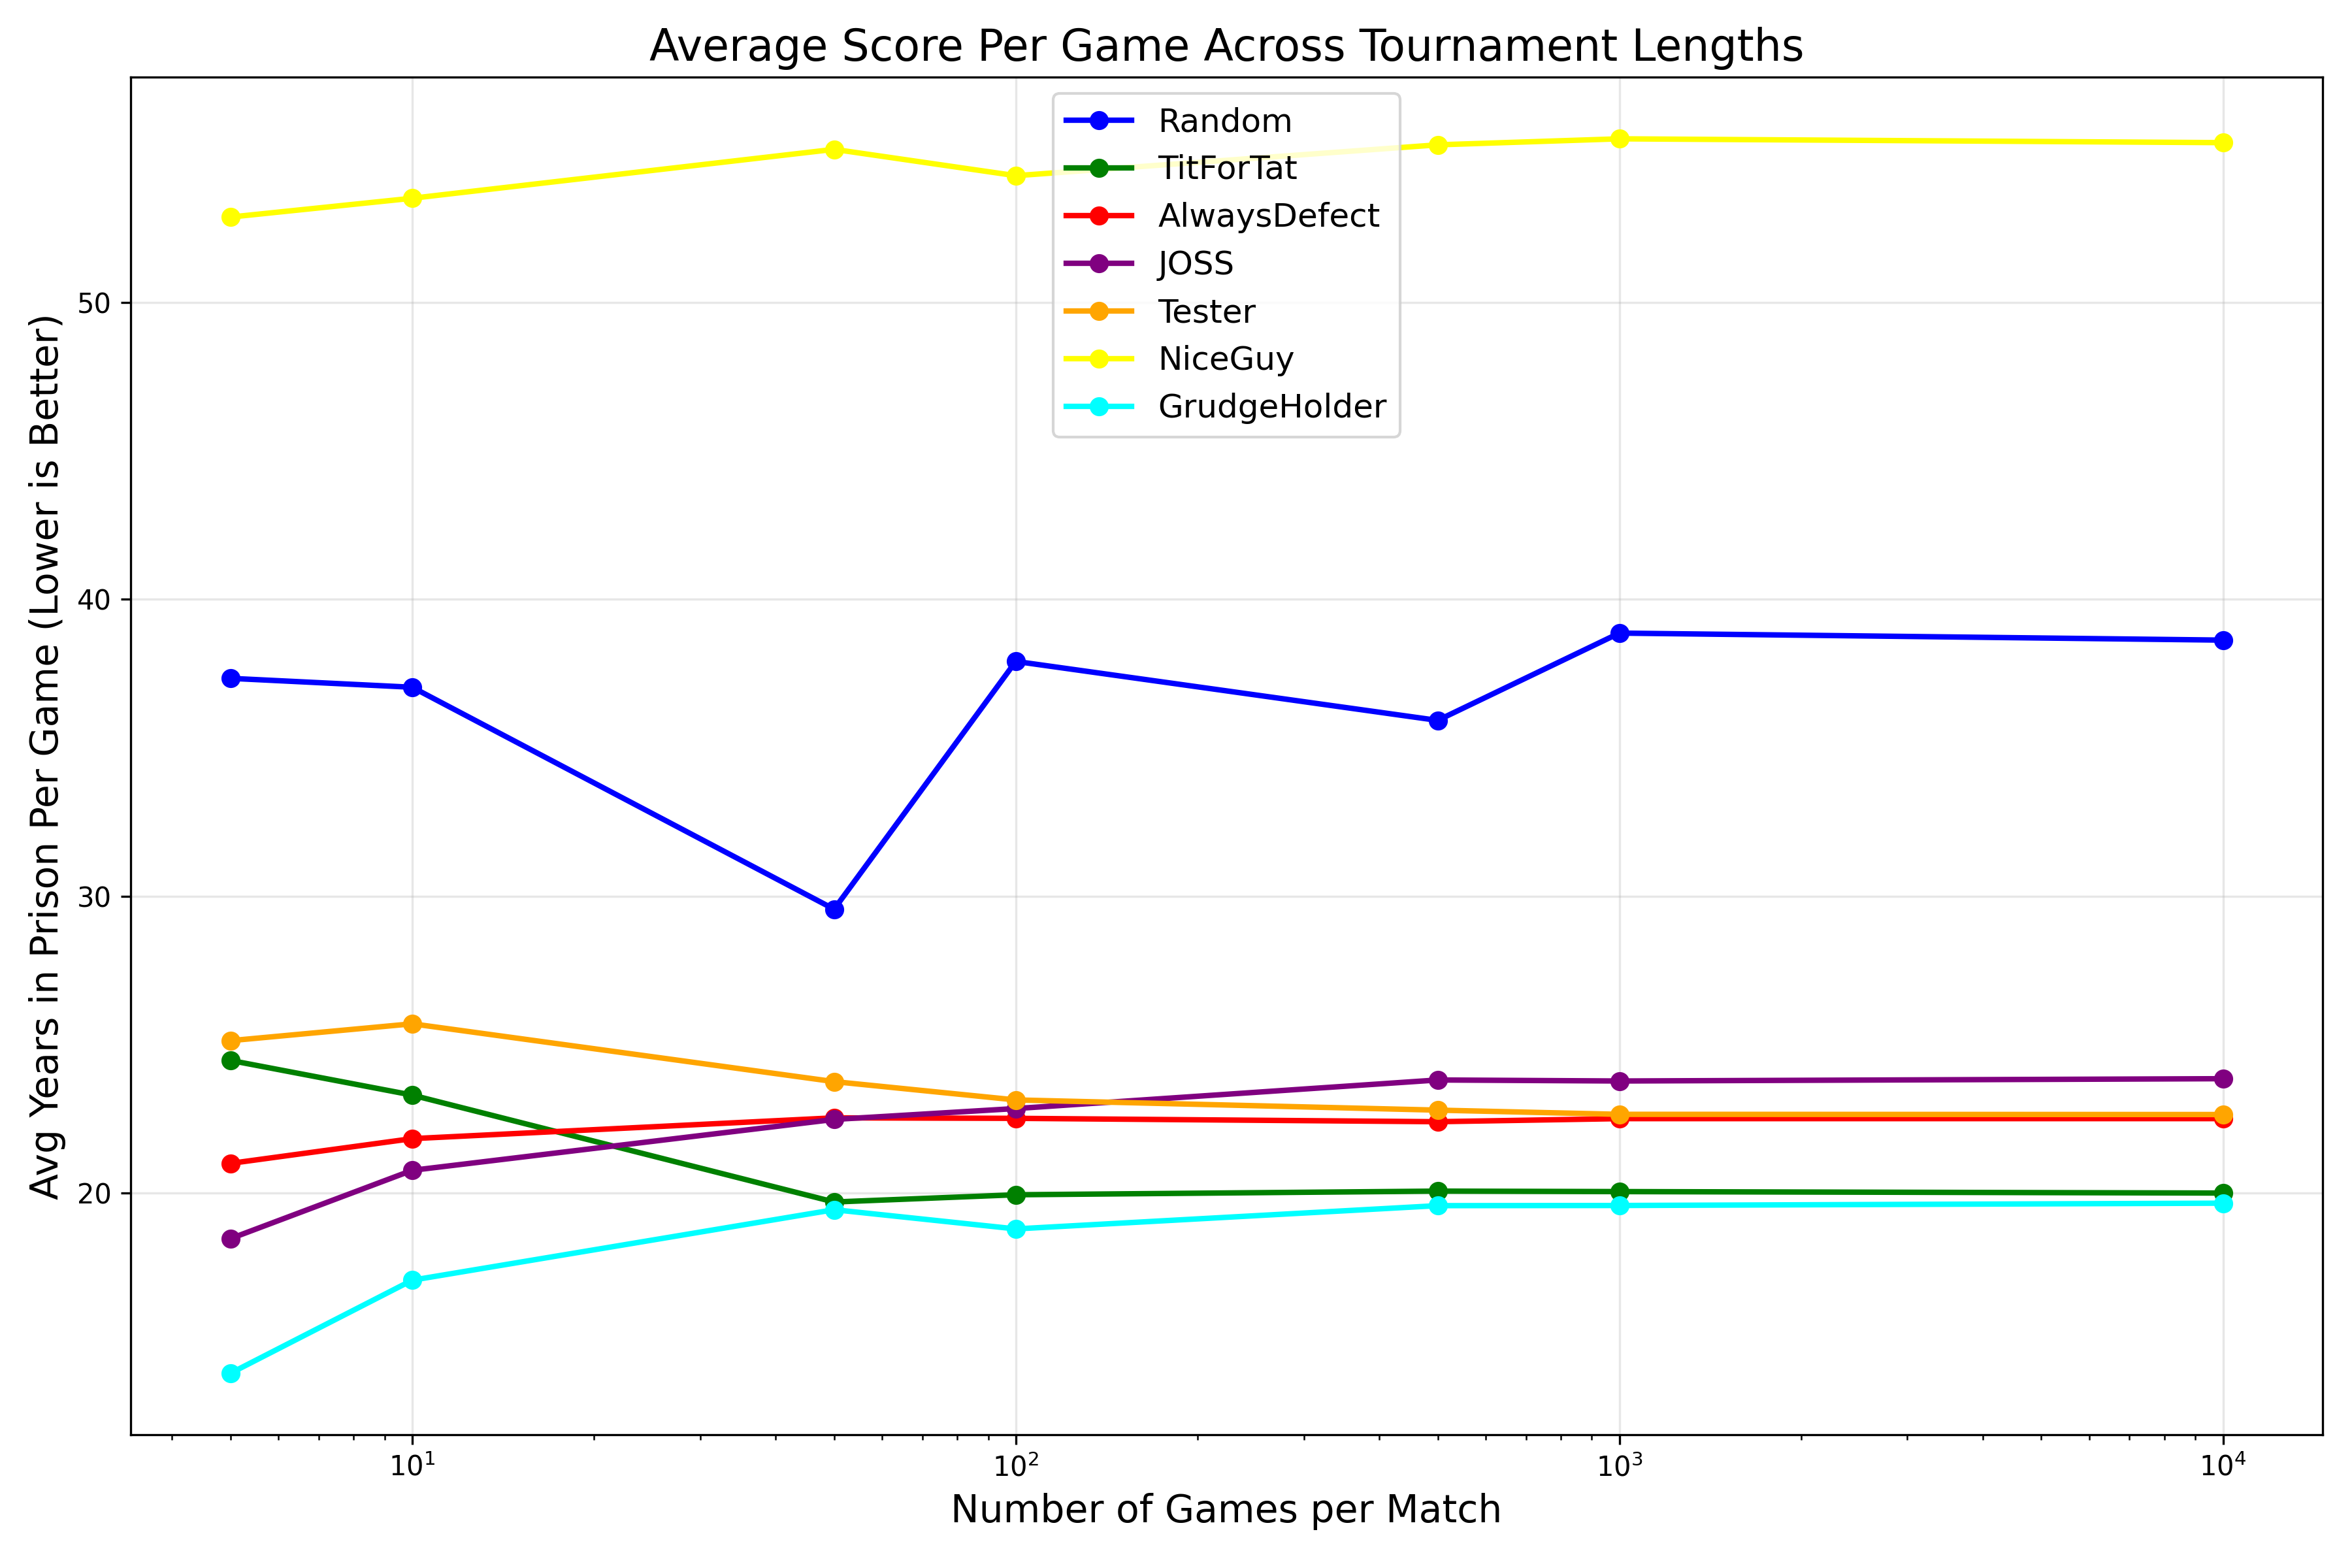 Average Score Per Game Across Tournament Lengths
Avg Years in Prison Per Game (Lower is Better)
50
40
30
20
Random
TitForTat
AlwaysDefect
JOSS
Tester
NiceGuy
GrudgeHolder
10¹
10²
10³
10⁴
Number of Games per Match